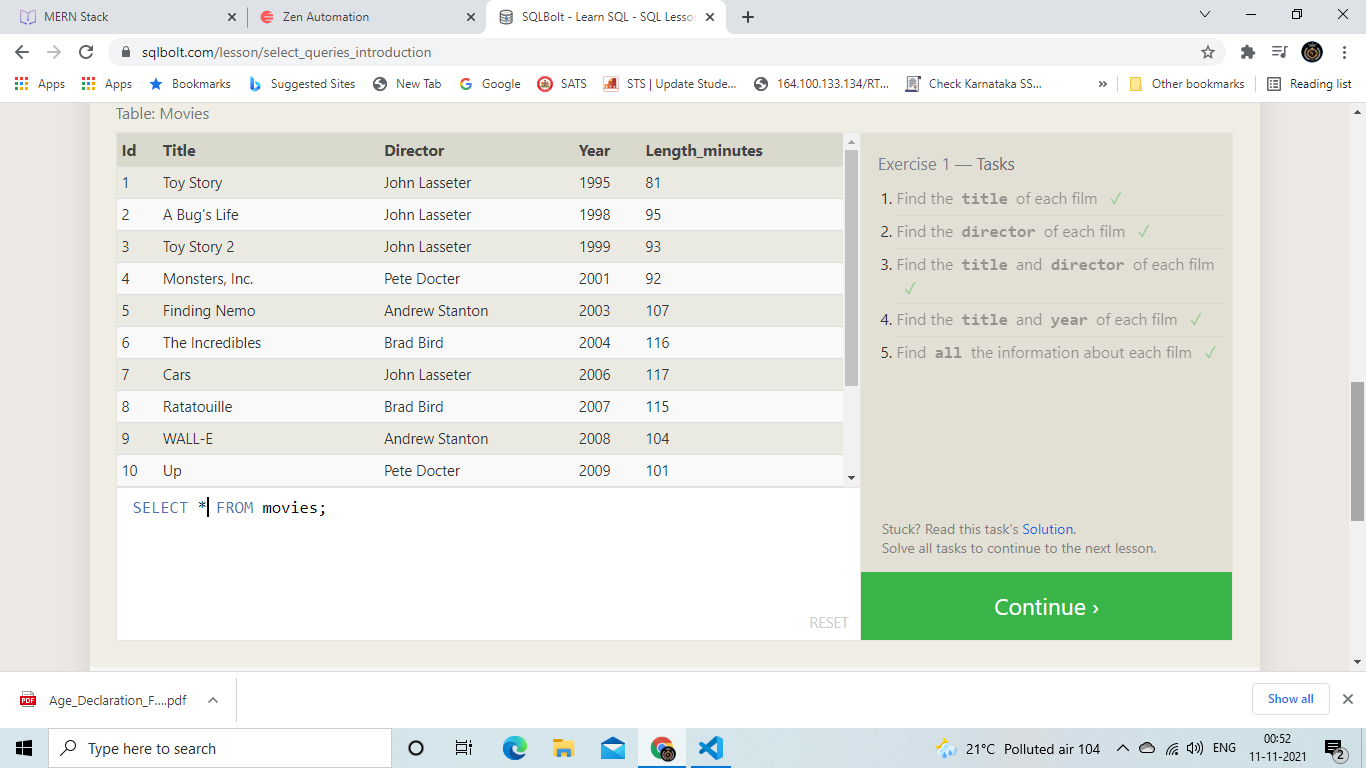 MERN Stack
Zen Automation
SQLBolt - Learn SQL - SQL Lesso
sqlbolt.com/lesson/select_queries_introduction
Apps Apps Bookmarks Suggested Sites New Tab Google SATS STS | Update Stude... 164.100.133.134/RT... Check Karnataka SS... » Other bookmarks Reading list
Table: Movies
Id Title Director Year Length_minutes
1 Toy Story John Lasseter 1995 81
2 A Bug's Life John Lasseter 1998 95
3 Toy Story 2 John Lasseter 1999 93
4 Monsters, Inc. Pete Docter 2001 92
5 Finding Nemo Andrew Stanton 2003 107
6 The Incredibles Brad Bird 2004 116
7 Cars John Lasseter 2006 117
8 Ratatouille Brad Bird 2007 115
9 WALL-E Andrew Stanton 2008 104
10 Up Pete Docter 2009 101
SELECT * FROM movies;
RESET
Exercise 1 — Tasks
1. Find the title of each film ✓
2. Find the director of each film ✓
3. Find the title and director of each film
✓
4. Find the title and year of each film ✓
5. Find all the information about each film ✓
Stuck? Read this task's Solution.
Solve all tasks to continue to the next lesson.
Continue ›
PDF Age_Declaration_F....pdf
Show all
Type here to search
21°C Polluted air 104
ENG
00:52
11-11-2021
2